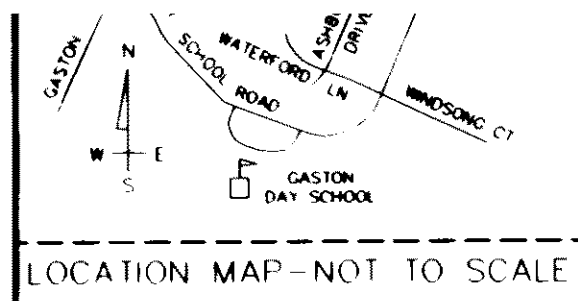 GASTON
N
W
E
S
SCHOOL ROAD
WATERFORD LN
DRIVE
WINDSONG CT
GASTON
DAY SCHOOL
LOCATION MAP-NOT TO SCALE